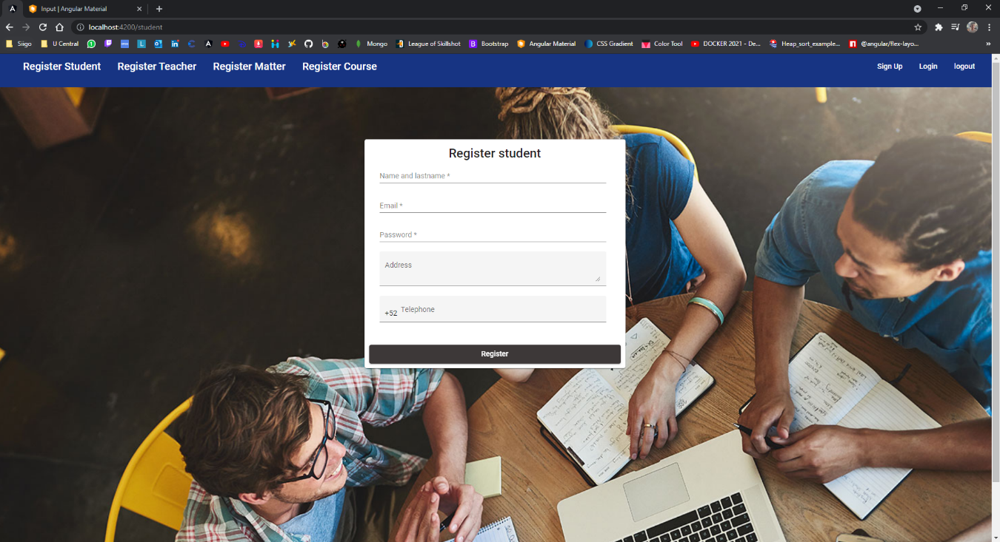 Input | Angular Material
localhost:4200/student
Siigo U Central Mongo League of Skillshot Bootstrap Angular Material CSS Gradient Color Tool DOCKER 2021 - De... Heap_sort_example... @angular/flex-layo... »
Register Student Register Teacher Register Matter Register Course Sign Up Login logout
Register student
Name and lastname *
Email *
Password *
Address
+52 Telephone
Register